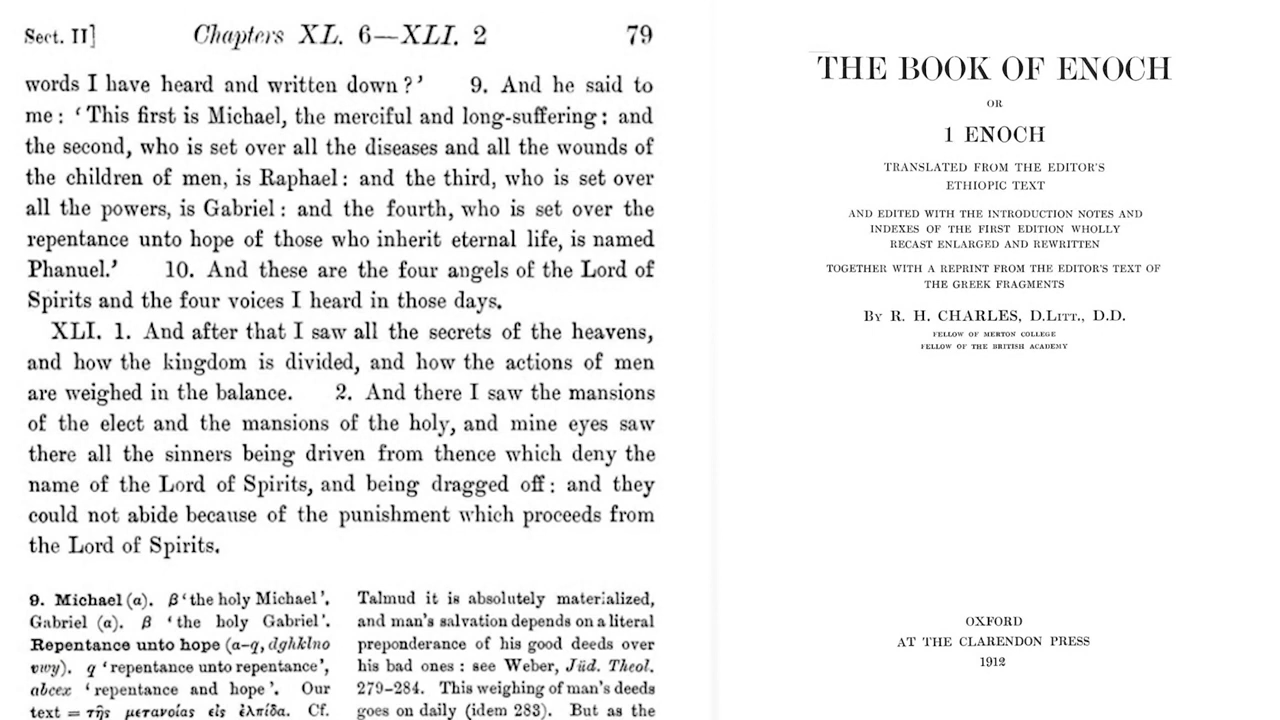 Sect. II] Chapters XL. 6—XLI. 2 79
words I have heard and written down?’ 9. And he said to
me: ‘This first is Michael, the merciful and long-suffering: and
the second, who is set over all the diseases and all the wounds of
the children of men, is Raphael: and the third, who is set over
all the powers, is Gabriel: and the fourth, who is set over the
repentance unto hope of those who inherit eternal life, is named
Phanuel.’ 10. And these are the four angels of the Lord of
Spirits and the four voices I heard in those days.
XLI. 1. And after that I saw all the secrets of the heavens,
and how the kingdom is divided, and how the actions of men
are weighed in the balance. 2. And there I saw the mansions
of the elect and the mansions of the holy, and mine eyes saw
there all the sinners being driven from thence which deny the
name of the Lord of Spirits, and being dragged off: and they
could not abide because of the punishment which proceeds from
the Lord of Spirits.
9. Michael (a). β ‘the holy Michael’.
Gabriel (a). β ‘the holy Gabriel’.
Repentance unto hope (a–q, dghklno
vwy). q ‘repentance unto repentance’,
abcex ‘repentance and hope’. Our
text = τῆς μετανοίας εἰς ἐλπίδα. Cf.
Talmud it is absolutely materialized,
and man's salvation depends on a literal
preponderance of his good deeds over
his bad ones: see Weber, Jüd. Theol.
279–284. This weighing of man's deeds
goes on daily (idem 283). But as the
THE BOOK OF ENOCH
OR
1 ENOCH
TRANSLATED FROM THE EDITOR'S
ETHIOPIC TEXT
AND EDITED WITH THE INTRODUCTION NOTES AND
INDEXES OF THE FIRST EDITION WHOLLY
RECAST ENLARGED AND REWRITTEN
TOGETHER WITH A REPRINT FROM THE EDITOR'S TEXT OF
THE GREEK FRAGMENTS
BY R. H. CHARLES, D.LITT., D.D.
FELLOW OF MERTON COLLEGE
FELLOW OF THE BRITISH ACADEMY
OXFORD
AT THE CLARENDON PRESS
1912